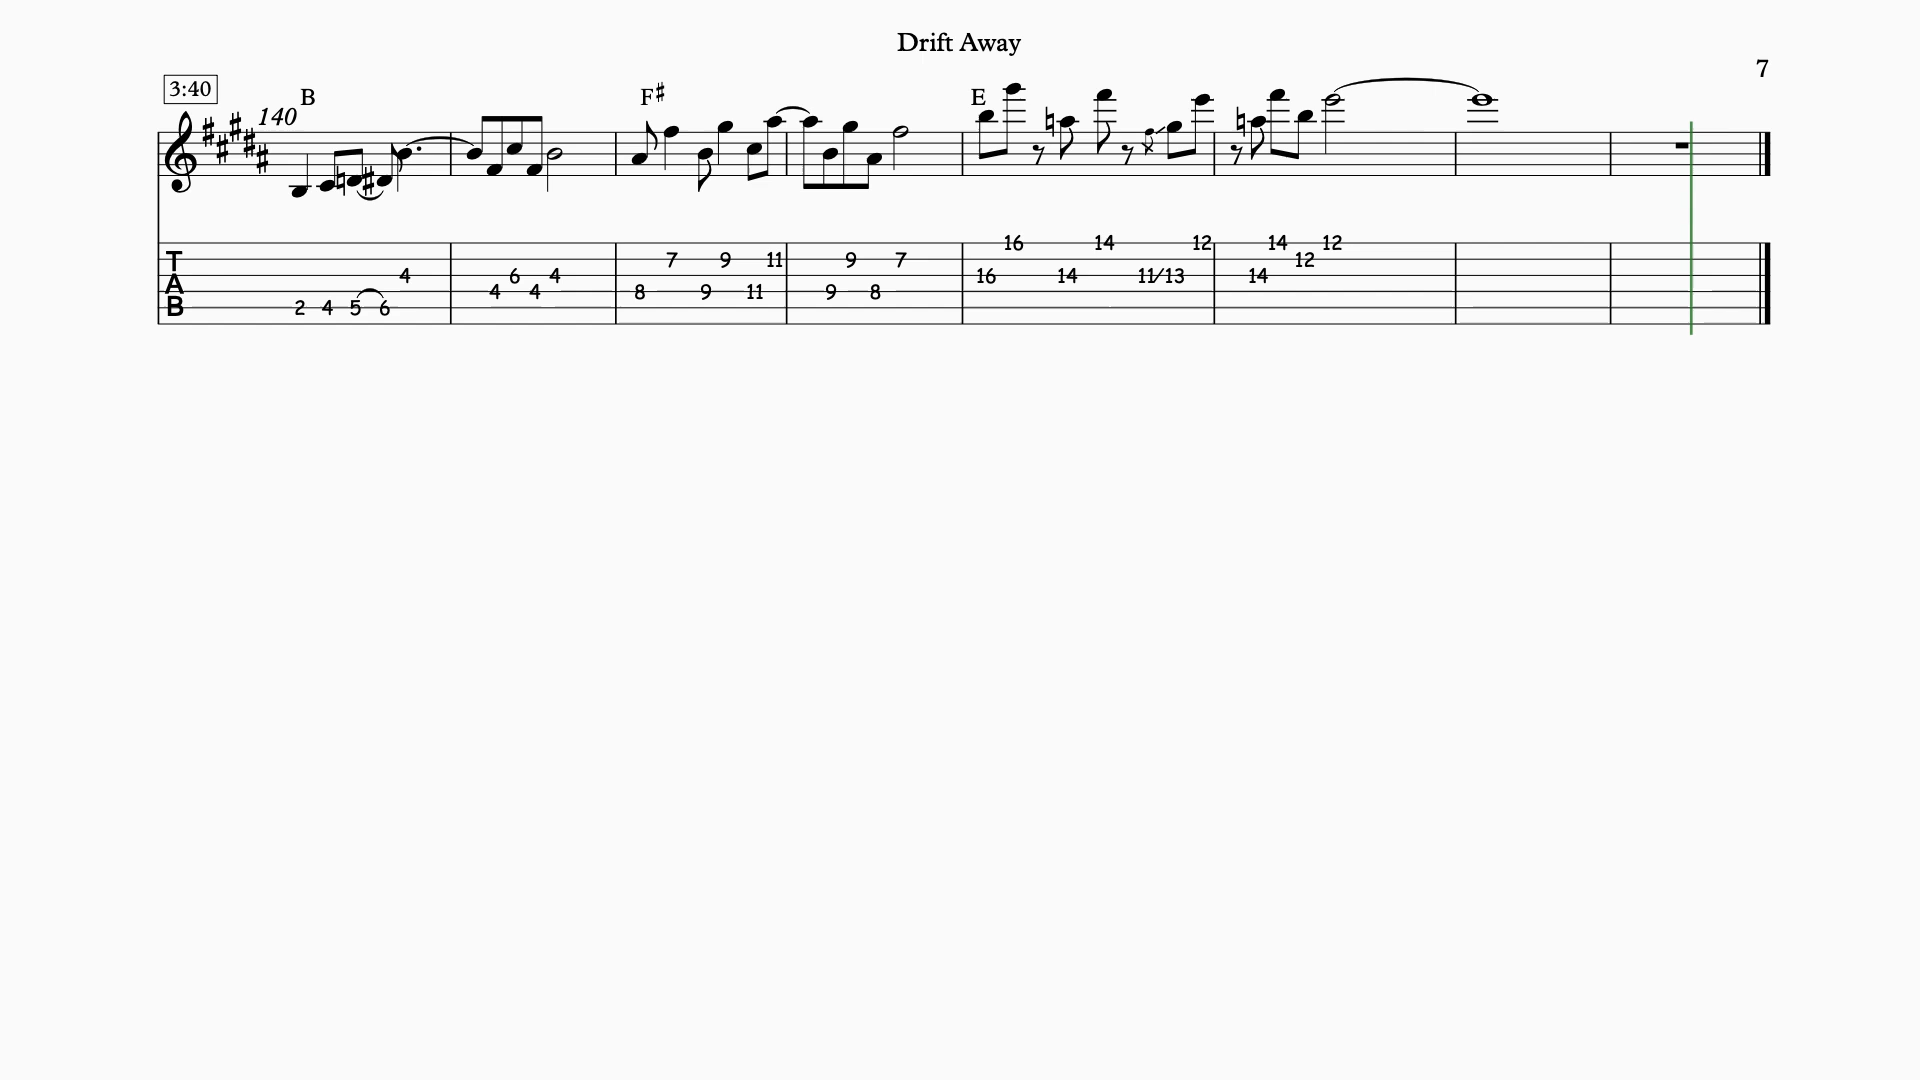 Drift Away
7
3:40
140 B F# E
16 14 12 14 12
T 7 9 11 9 7 12
4 6 4 16 14 11/13 14
A 4 4 8 9 11 9 8
B 2 4 5 6